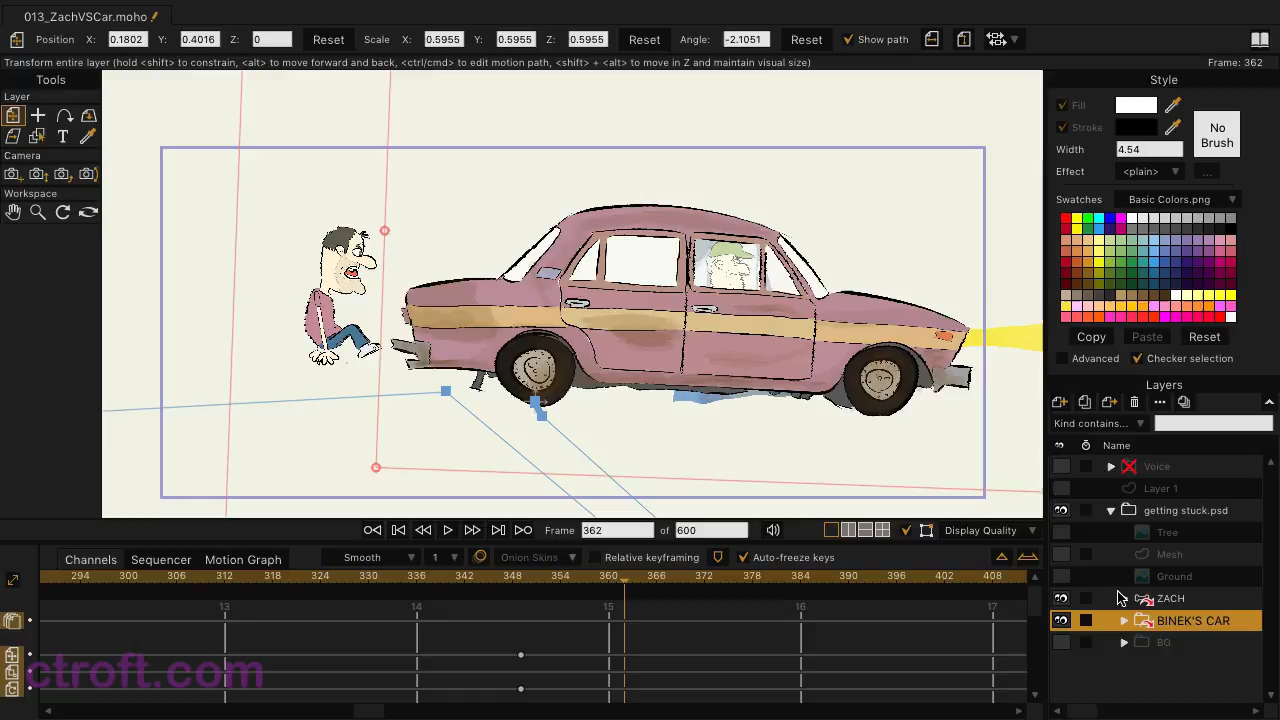 013_ZachVSCar.moho
Position X: 0.1802 Y: 0.4016 Z: 0 Reset Scale X: 0.5955 Y: 0.5955 Z: 0.5955 Reset Angle: -2.1051 Reset Show path
Transform entire layer (hold <shift> to constrain, <alt> to move forward and back, <ctrl/cmd> to edit motion path, <shift> + <alt> to move in Z and maintain visual size) Frame: 362
Tools
Layer
T
Camera
Workspace
Style
Fill
Stroke
No
Brush
Width 4.54
Effect <plain> ...
Swatches Basic Colors.png
Copy Paste Reset
Advanced Checker selection
Layers
Kind contains...
Name
Voice
Layer 1
getting stuck.psd
Tree
Mesh
Ground
ZACH
BINEK'S CAR
BG
Frame 362 of 600 Display Quality
Channels Sequencer Motion Graph Smooth 1 Onion Skins Relative keyframing Auto-freeze keys
294 300 306 312 318 324 330 336 342 348 354 360 366 372 378 384 390 396 402 408
13 14 15 16 17
ctroft.com